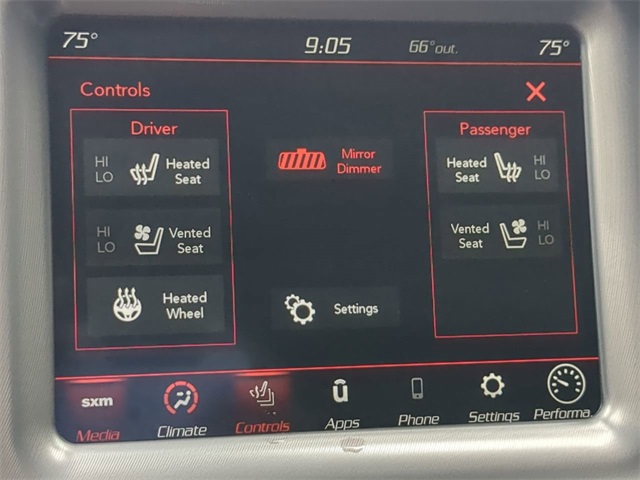 75° 9:05 66°out. 75°
Controls
Driver
Passenger
HI
LO
Heated
Seat
Mirror
Dimmer
Heated
Seat
HI
LO
HI
LO
Vented
Seat
Vented
Seat
HI
LO
Heated
Wheel
Settings
sxm
Media
Climate
Controls
ū
Apps
Phone
Settings
Performa.